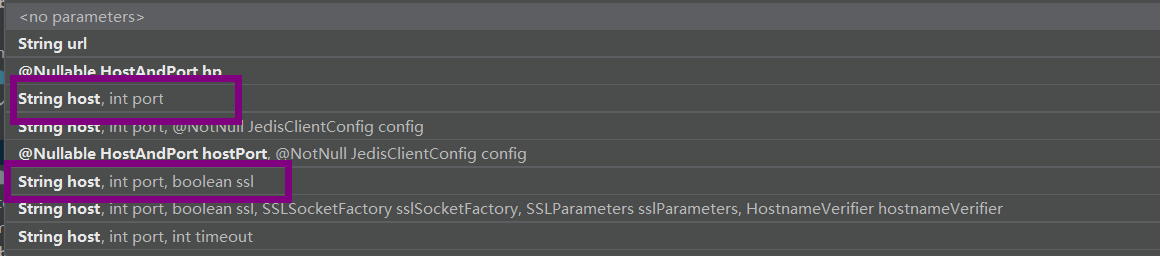 <no parameters>
String url
@Nullable HostAndPort hp
String host, int port
String host, int port, @NotNull JedisClientConfig config
@Nullable HostAndPort hostPort, @NotNull JedisClientConfig config
String host, int port, boolean ssl
String host, int port, boolean ssl, SSLSocketFactory sslSocketFactory, SSLParameters sslParameters, HostnameVerifier hostnameVerifier
String host, int port, int timeout